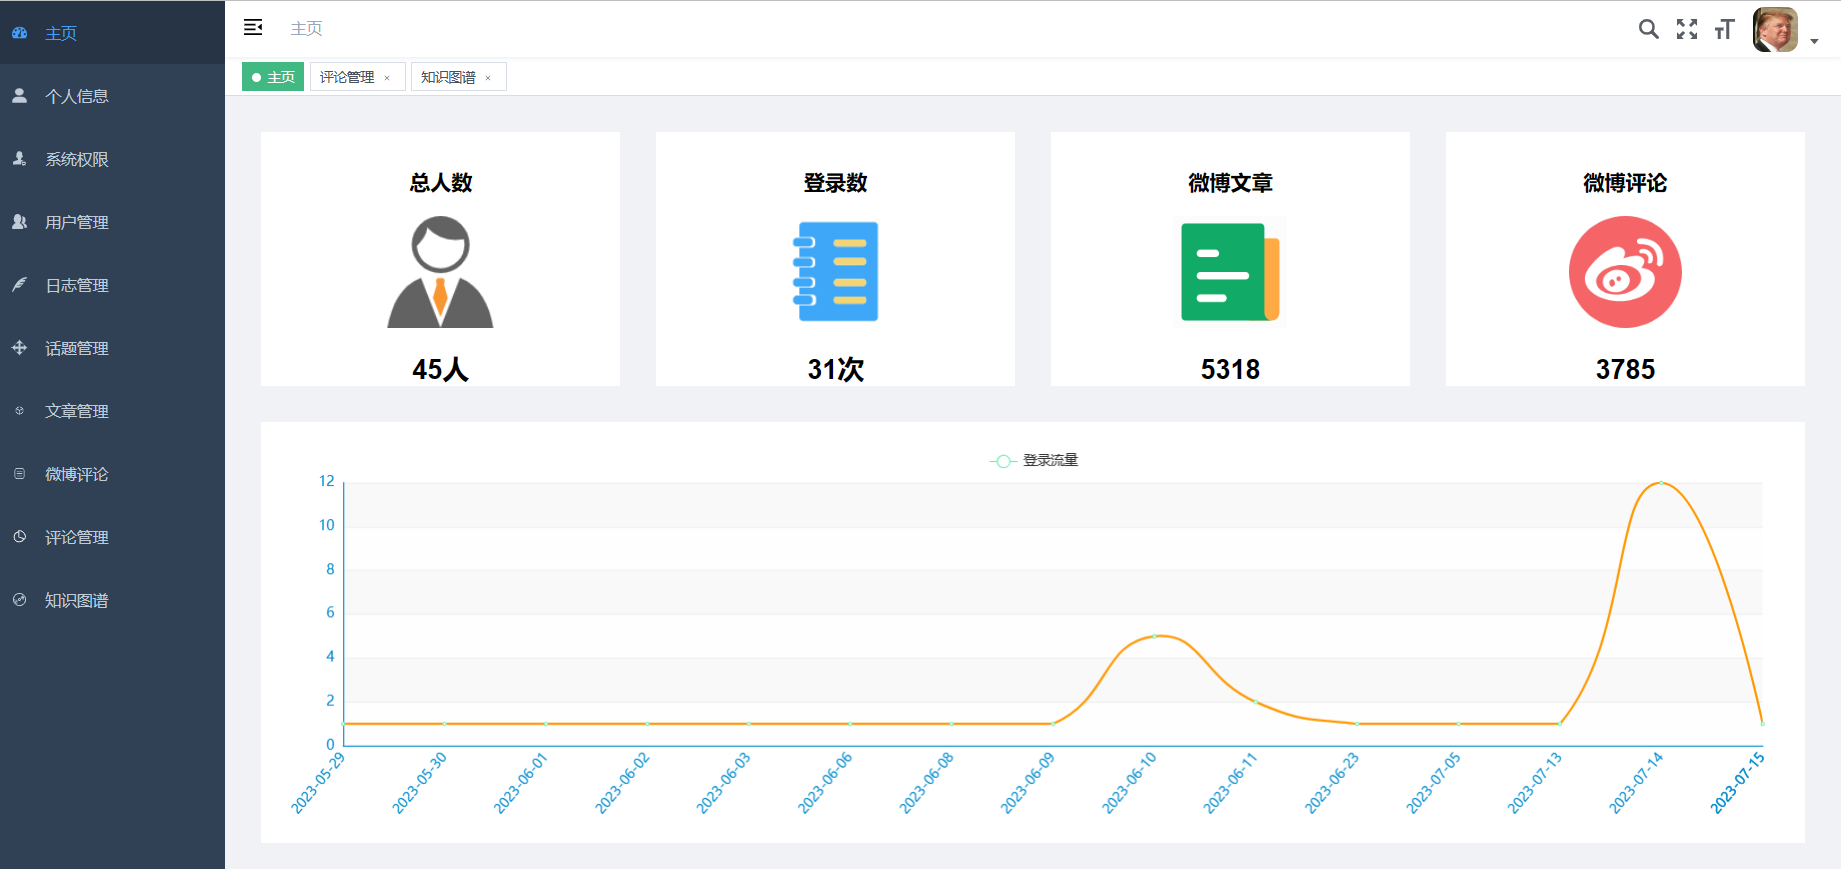 主页
个人信息
系统权限
用户管理
日志管理
话题管理
文章管理
微博评论
评论管理
知识图谱
主页
主页 评论管理 × 知识图谱 ×
总人数 登录数 微博文章 微博评论
45人 31次 5318 3785
登录流量
12
10
8
6
4
2
0
2023-05-29 2023-05-30 2023-06-01 2023-06-02 2023-06-03 2023-06-06 2023-06-08 2023-06-09 2023-06-10 2023-06-11 2023-06-23 2023-07-05 2023-07-13 2023-07-14 2023-07-15